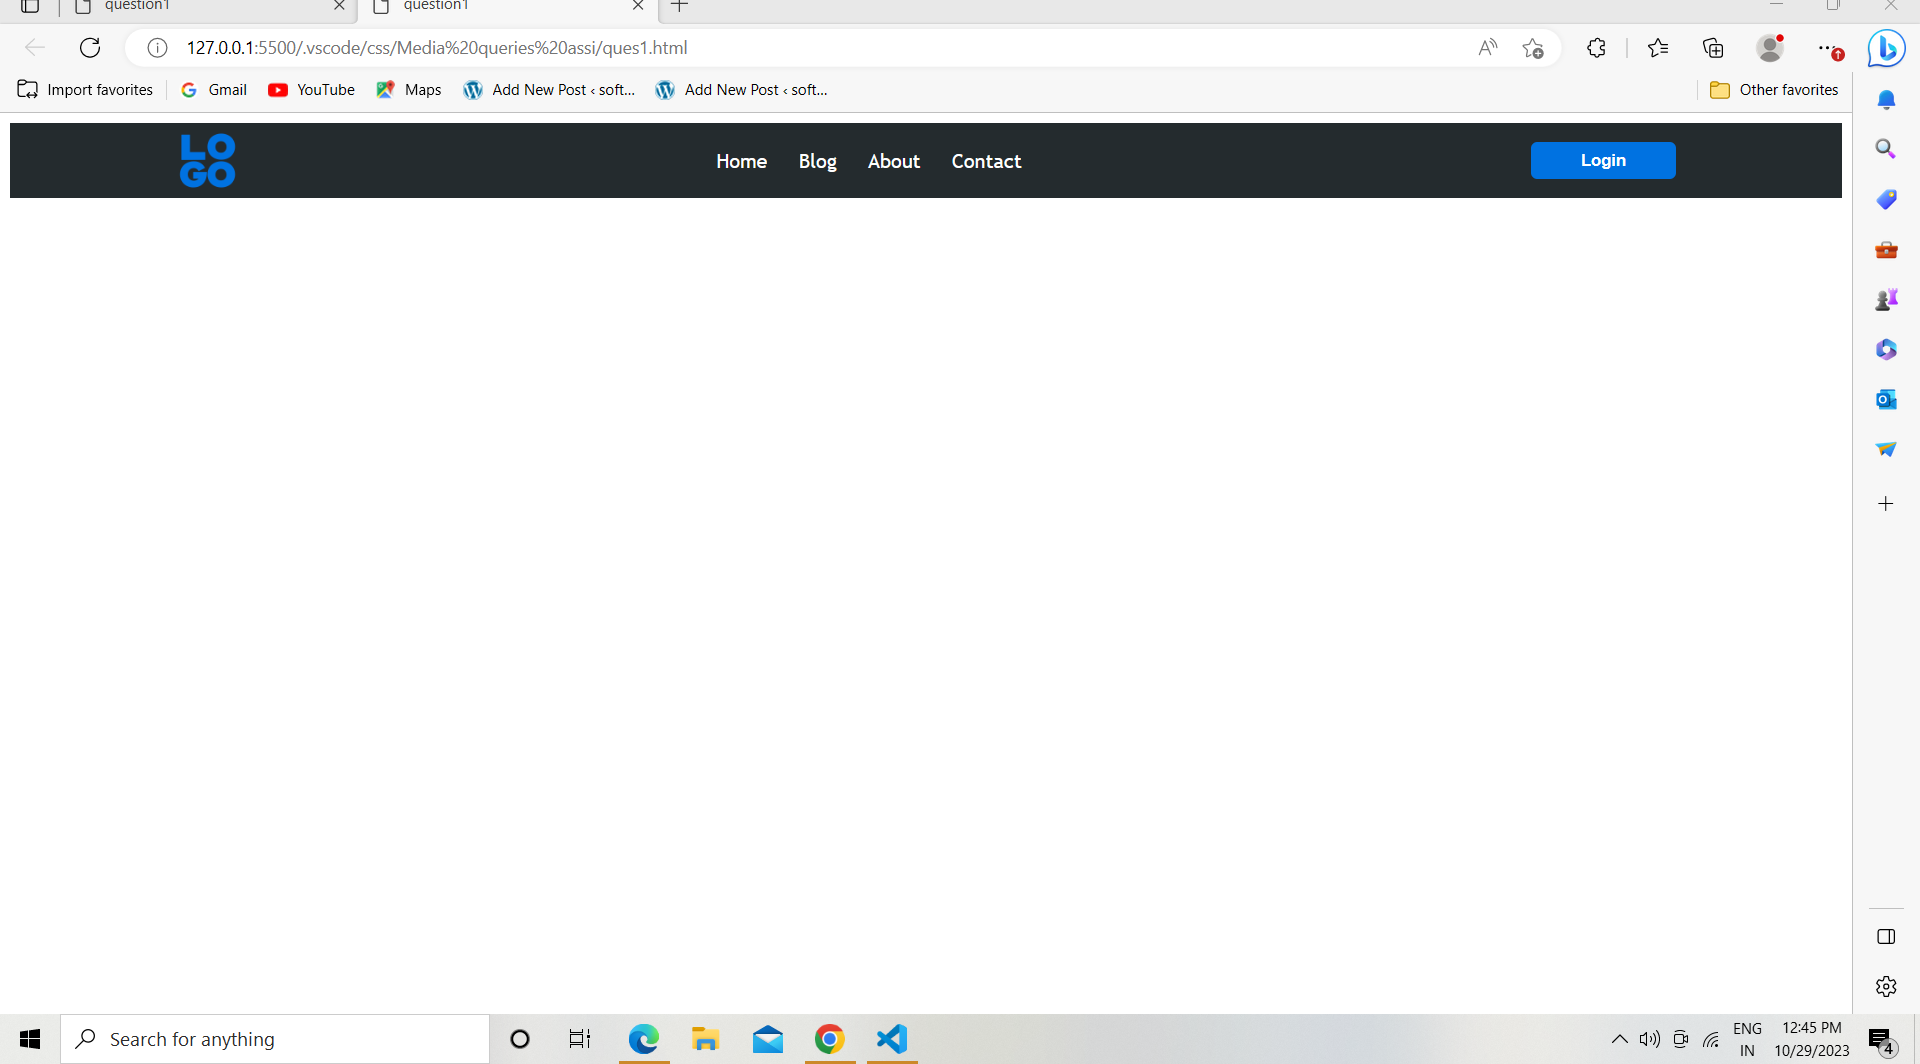 question1
question1
127.0.0.1:5500/.vscode/css/Media%20queries%20assi/ques1.html
Import favorites Gmail YouTube Maps Add New Post ‹ soft... Add New Post ‹ soft... Other favorites
LO
GO
Home Blog About Contact
Login
Search for anything
ENG
IN
12:45 PM
10/29/2023
4